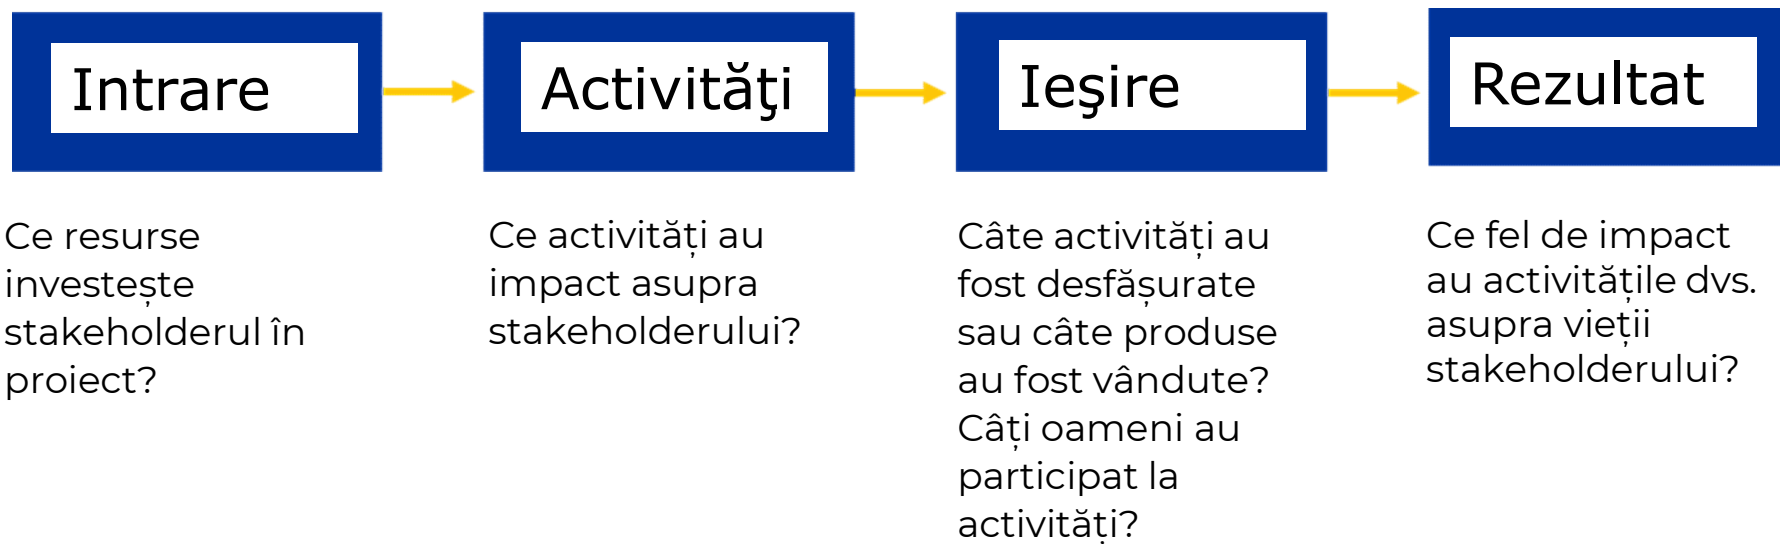 Intrare
Activităţi
Ieşire
Rezultat
Ce resurse
investește
stakeholderul în
proiect?
Ce activități au
impact asupra
stakeholderului?
Câte activități au
fost desfășurate
sau câte produse
au fost vândute?
Câți oameni au
participat la
activități?
Ce fel de impact
au activitățile dvs.
asupra vieții
stakeholderului?